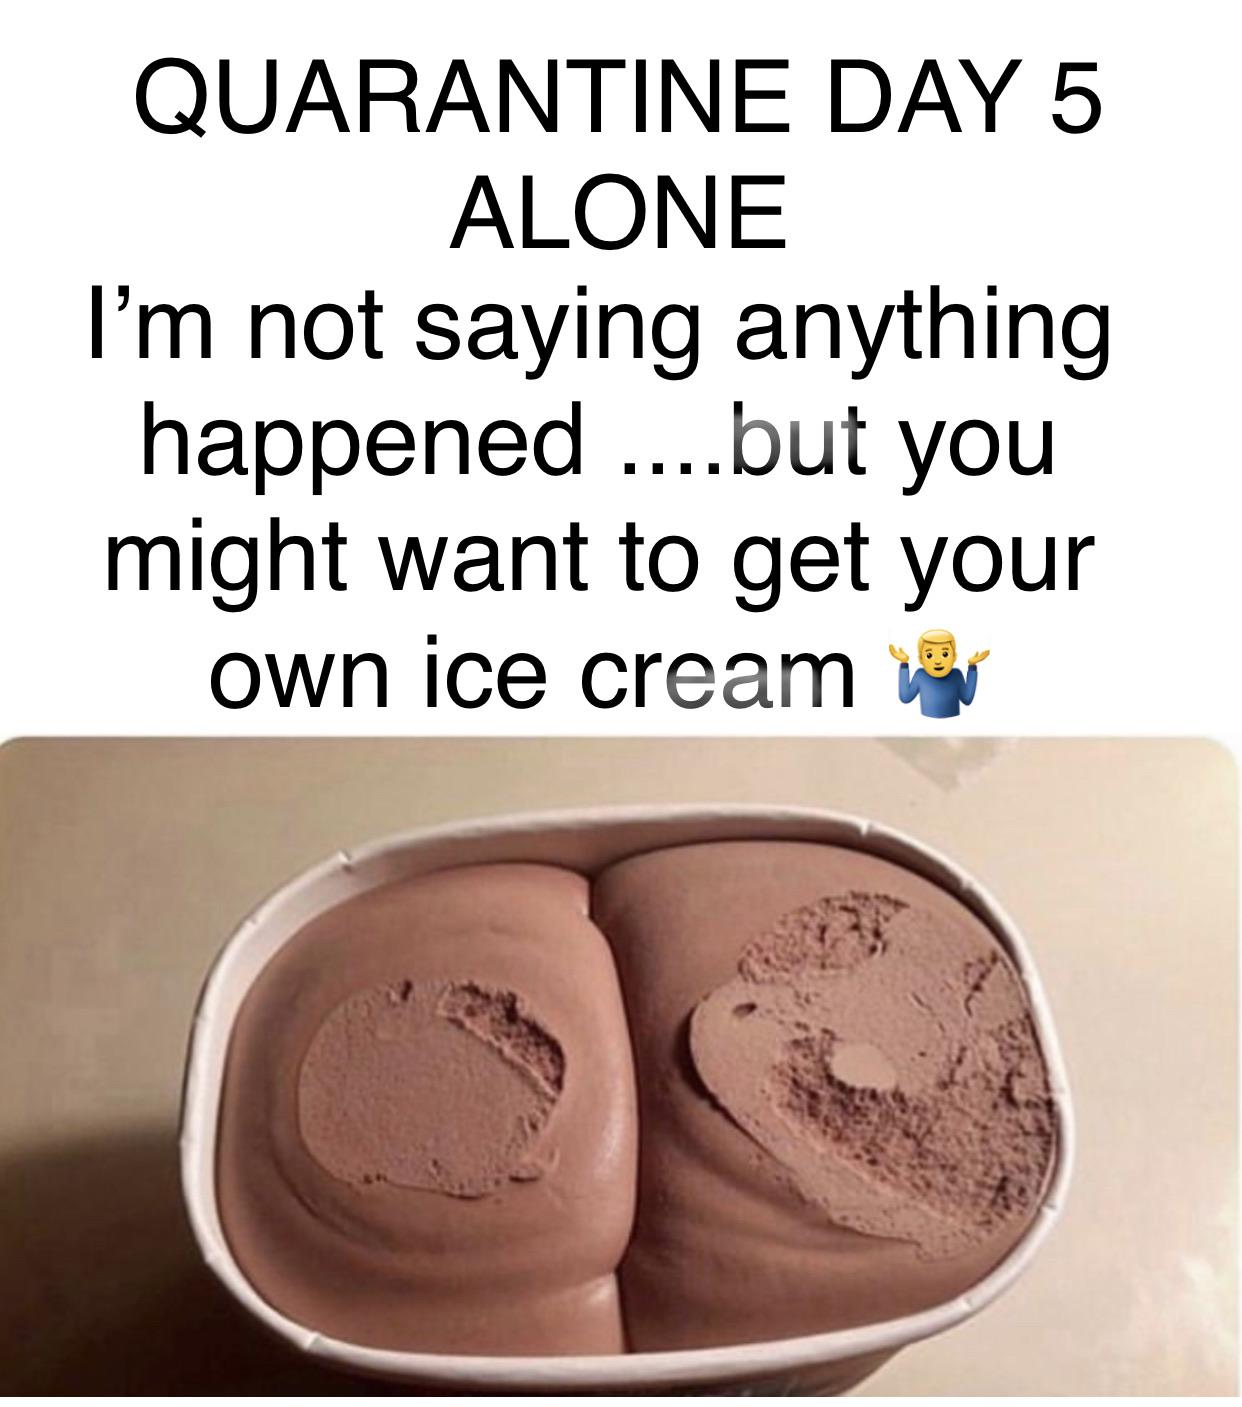 QUARANTINE DAY 5
ALONE
I’m not saying anything
happened ....but you
might want to get your
own ice cream 🤷‍♂️